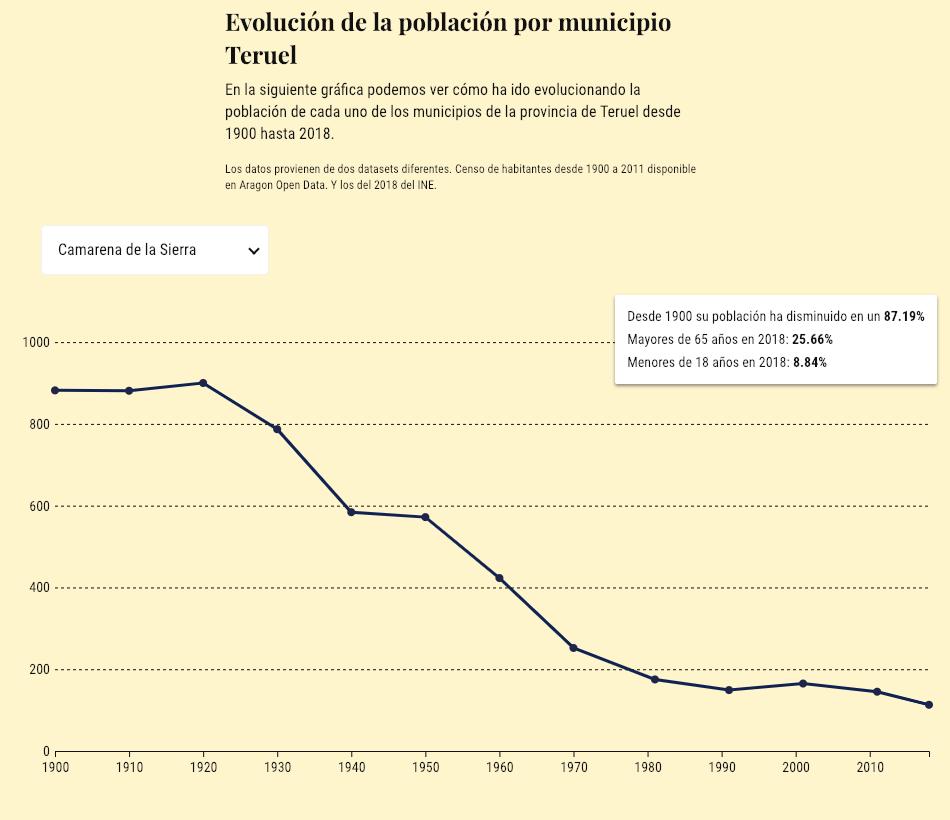 Evolución de la población por municipio
Teruel
En la siguiente gráfica podemos ver cómo ha ido evolucionando la
población de cada uno de los municipios de la provincia de Teruel desde
1900 hasta 2018.
Los datos provienen de dos datasets diferentes. Censo de habitantes desde 1900 a 2011 disponible
en Aragon Open Data. Y los del 2018 del INE.
Camarena de la Sierra
Desde 1900 su población ha disminuido en un 87.19%
Mayores de 65 años en 2018: 25.66%
Menores de 18 años en 2018: 8.84%
1000
800
600
400
200
0
1900 1910 1920 1930 1940 1950 1960 1970 1980 1990 2000 2010